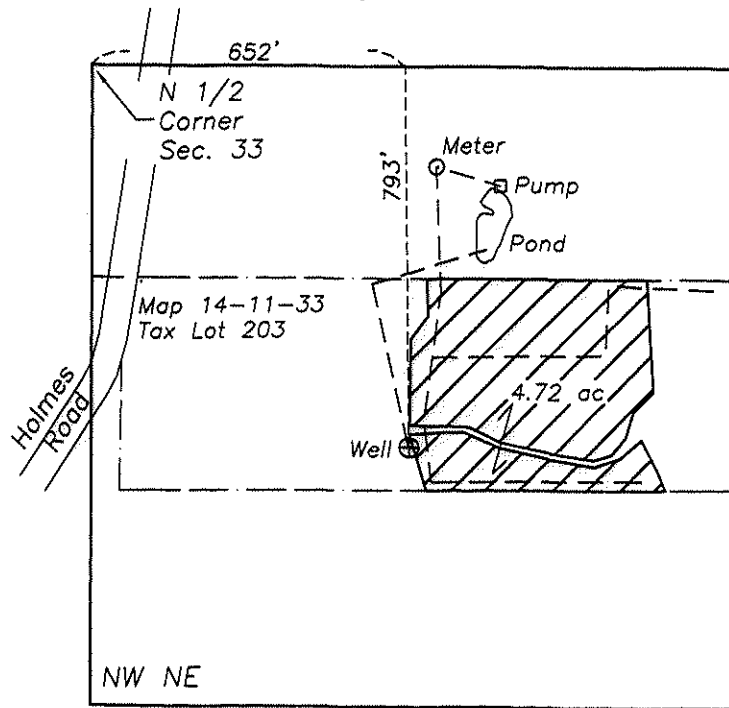 652'
N 1/2
Corner
Sec. 33
793'
Meter
Pump
Pond
Map 14-11-33
Tax Lot 203
Holmes
Road
4.72 ac
Well
NW NE